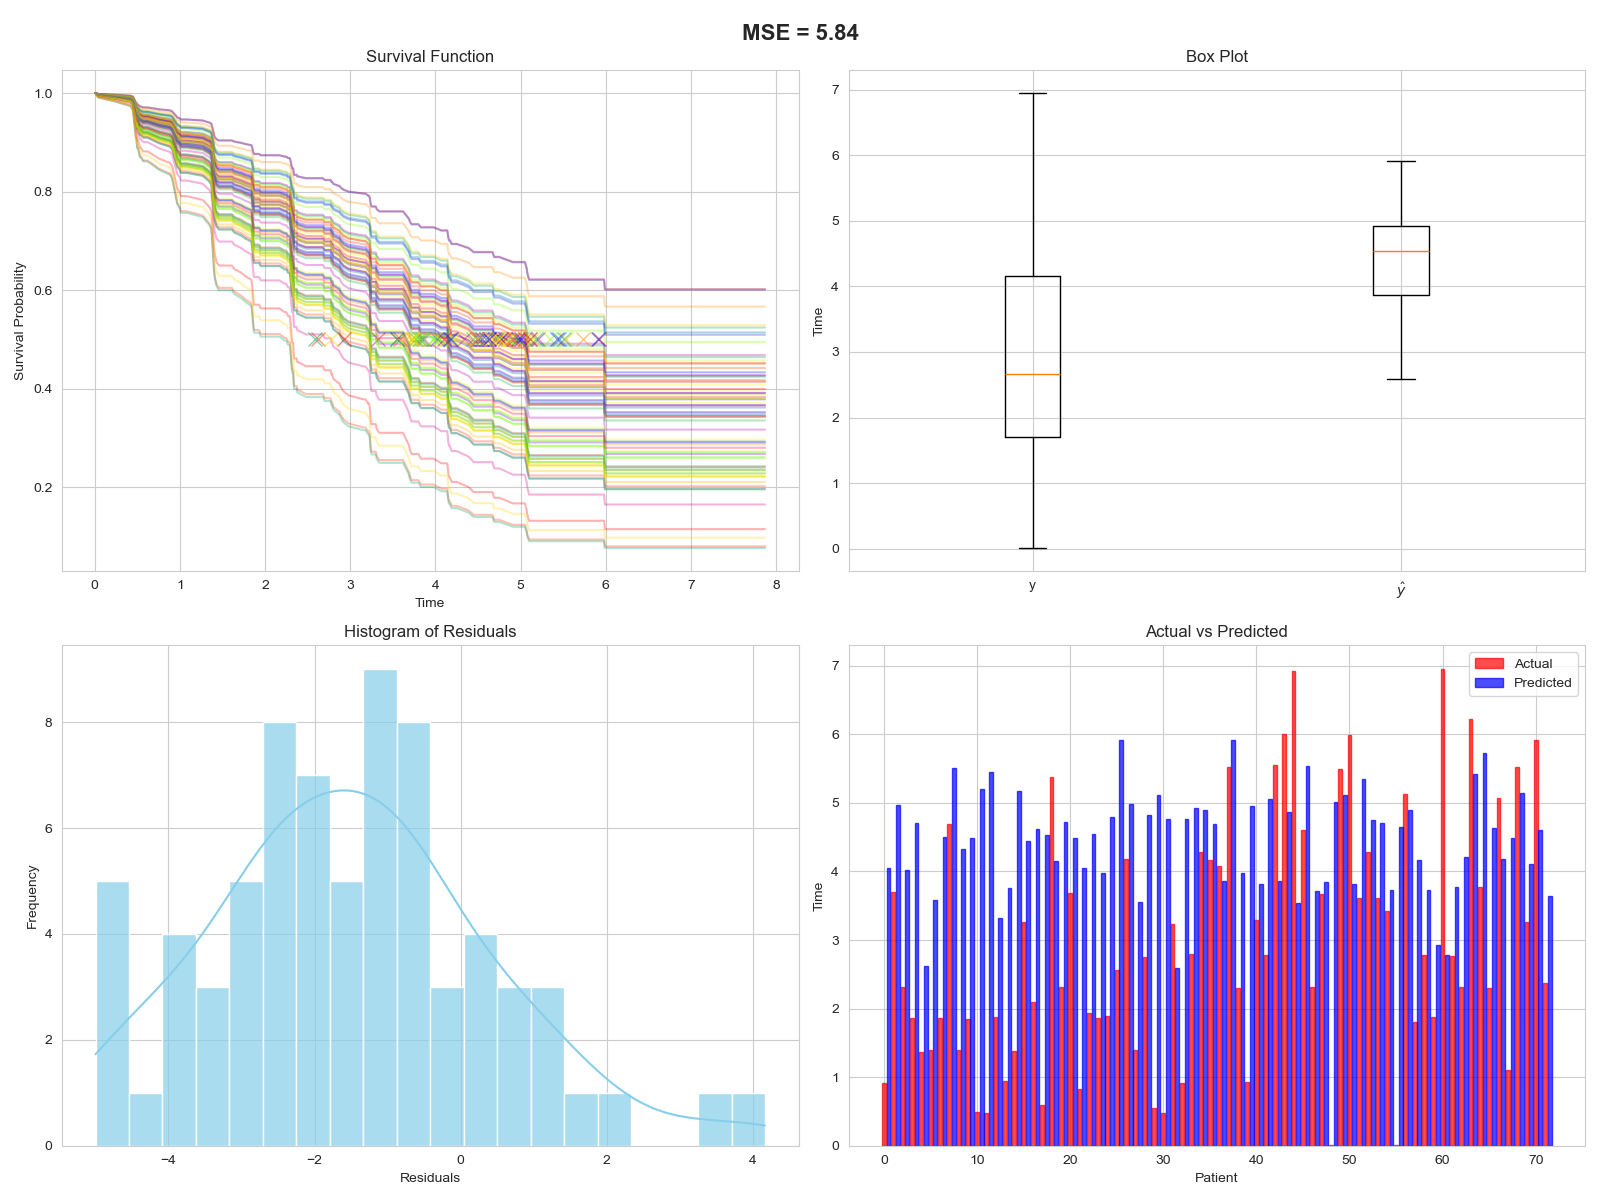 MSE = 5.84
Survival Function
1.0
0.8
0.6
0.4
0.2
Survival Probability
0 1 2 3 4 5 6 7 8
Time
Box Plot
7
6
5
4
3
2
1
0
Time
y ŷ
Histogram of Residuals
8
6
4
2
0
Frequency
−4 −2 0 2 4
Residuals
Actual vs Predicted
7
6
5
4
3
2
1
0
Time
Actual
Predicted
0 10 20 30 40 50 60 70
Patient